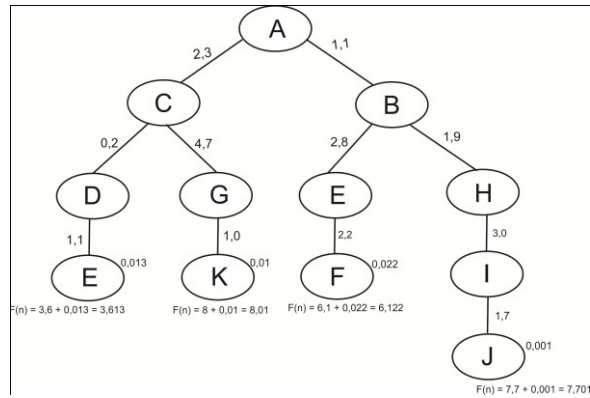 A
2,3
1,1
C
B
0,2
4,7
2,8
1,9
D
G
E
H
1,1
1,0
2,2
3,0
E
0,013
K
0,01
F
0,022
I
F(n) = 3,6 + 0,013 = 3,613
F(n) = 8 + 0,01 = 8,01
F(n) = 6,1 + 0,022 = 6,122
1,7
J
0,001
F(n) = 7,7 + 0,001 = 7,701